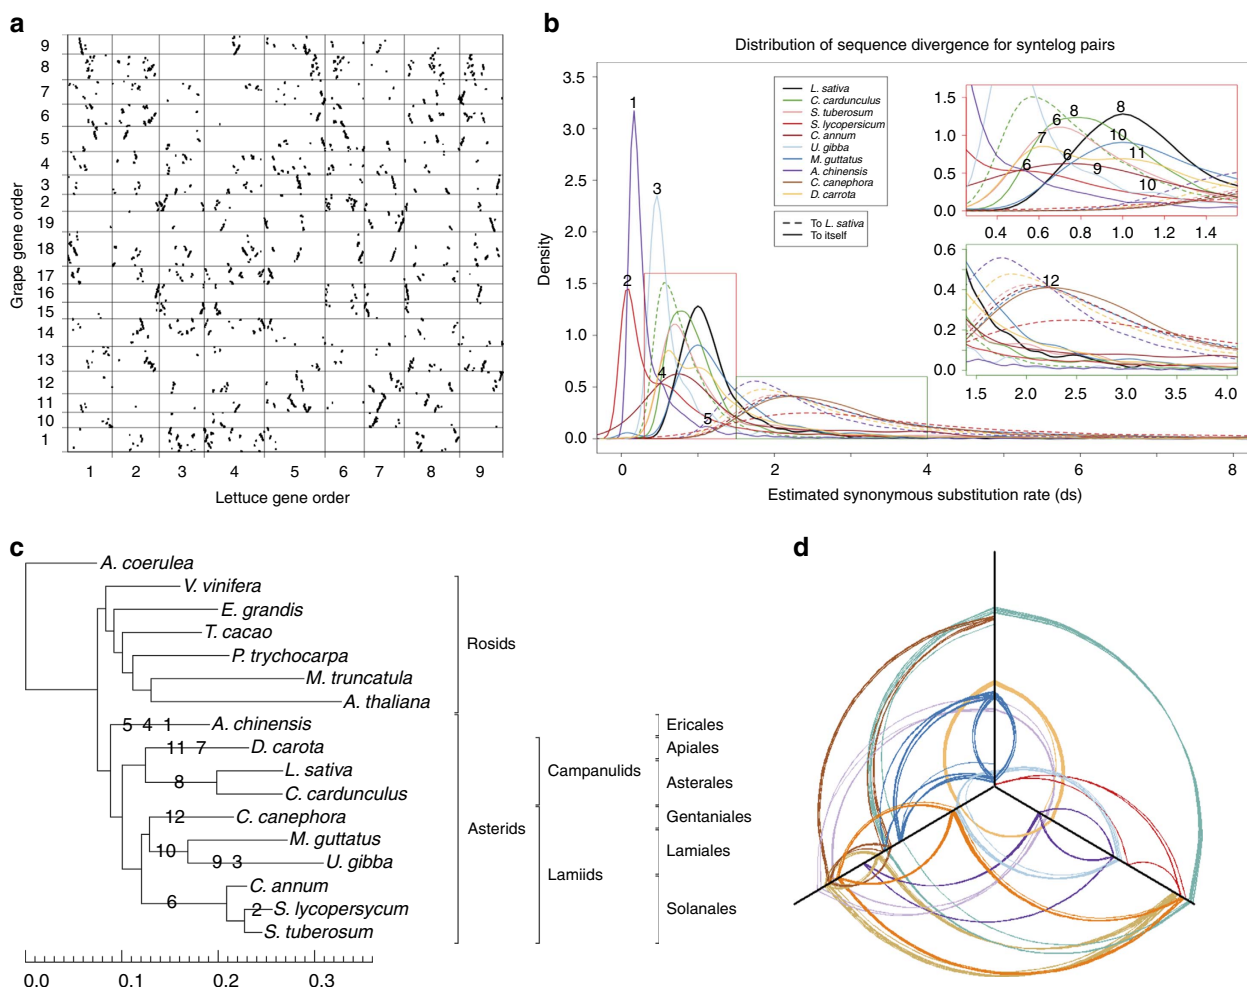 a
9
8
7
6
5
4
3
2
19
18
17
16
15
14
13
12
11
10
1
Grape gene order
1 2 3 4 5 6 7 8 9
Lettuce gene order
b
Distribution of sequence divergence for syntelog pairs
3.5
3.0
2.5
2.0
1.5
1.0
0.5
0.0
Density
1
2
3
4
5
L. sativa
C. cardunculus
S. tuberosum
S. lycopersicum
C. annum
U. gibba
M. guttatus
A. chinensis
C. canephora
D. carrota
To L. sativa
To itself
1.5
1.0
0.5
0.0
8 8
6
7
10
11
6
6
9
10
0.4 0.6 0.8 1.0 1.2 1.4
0.6
0.4
0.2
0.0
12
1.5 2.0 2.5 3.0 3.5 4.0
0 2 4 6 8
Estimated synonymous substitution rate (ds)
c
A. coerulea
V. vinifera
E. grandis
T. cacao
P. trychocarpa
M. truncatula
A. thaliana
5 4 1 A. chinensis
11 7 D. carota
L. sativa
8
C. cardunculus
12 C. canephora
M. guttatus
10
9 3 U. gibba
C. annum
6
2 S. lycopersycum
S. tuberosum
0.0 0.1 0.2 0.3
Rosids
Asterids
Campanulids
Lamiids
Ericales
Apiales
Asterales
Gentaniales
Lamiales
Solanales
d